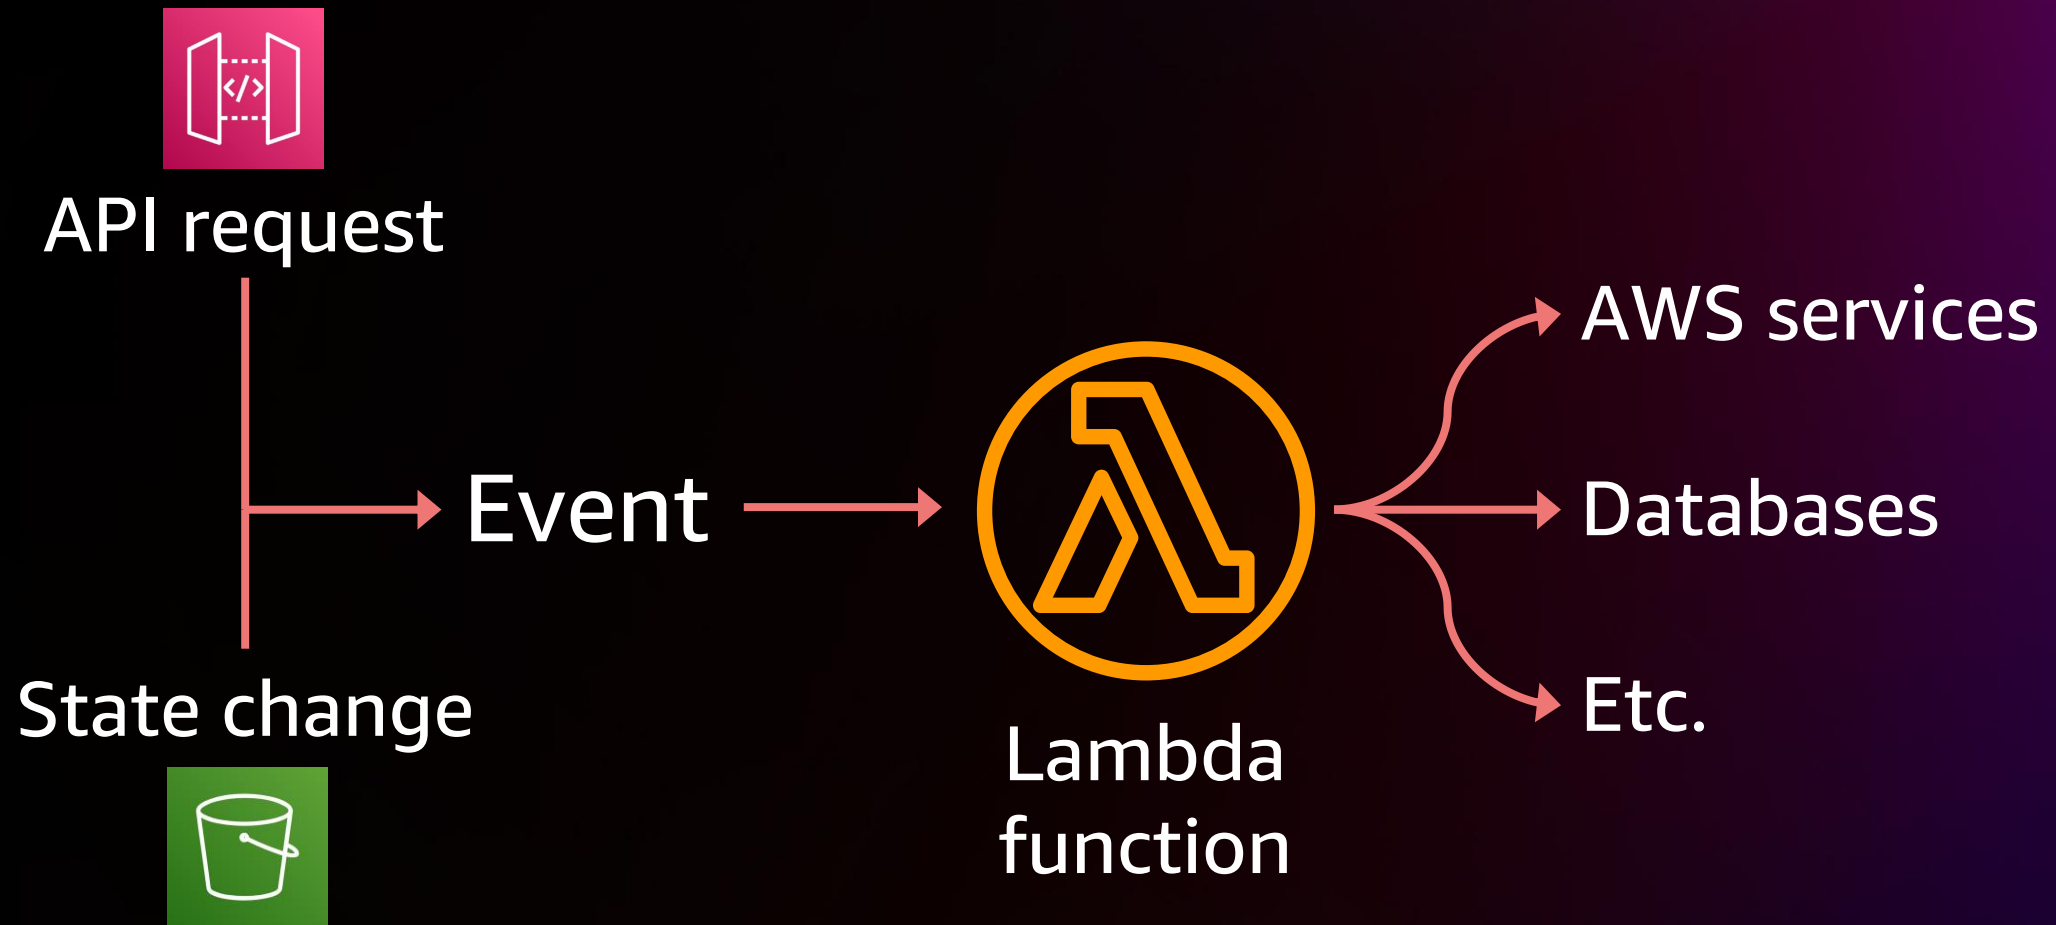 </>
API request
State change
Event
Lambda
function
AWS services
Databases
Etc.